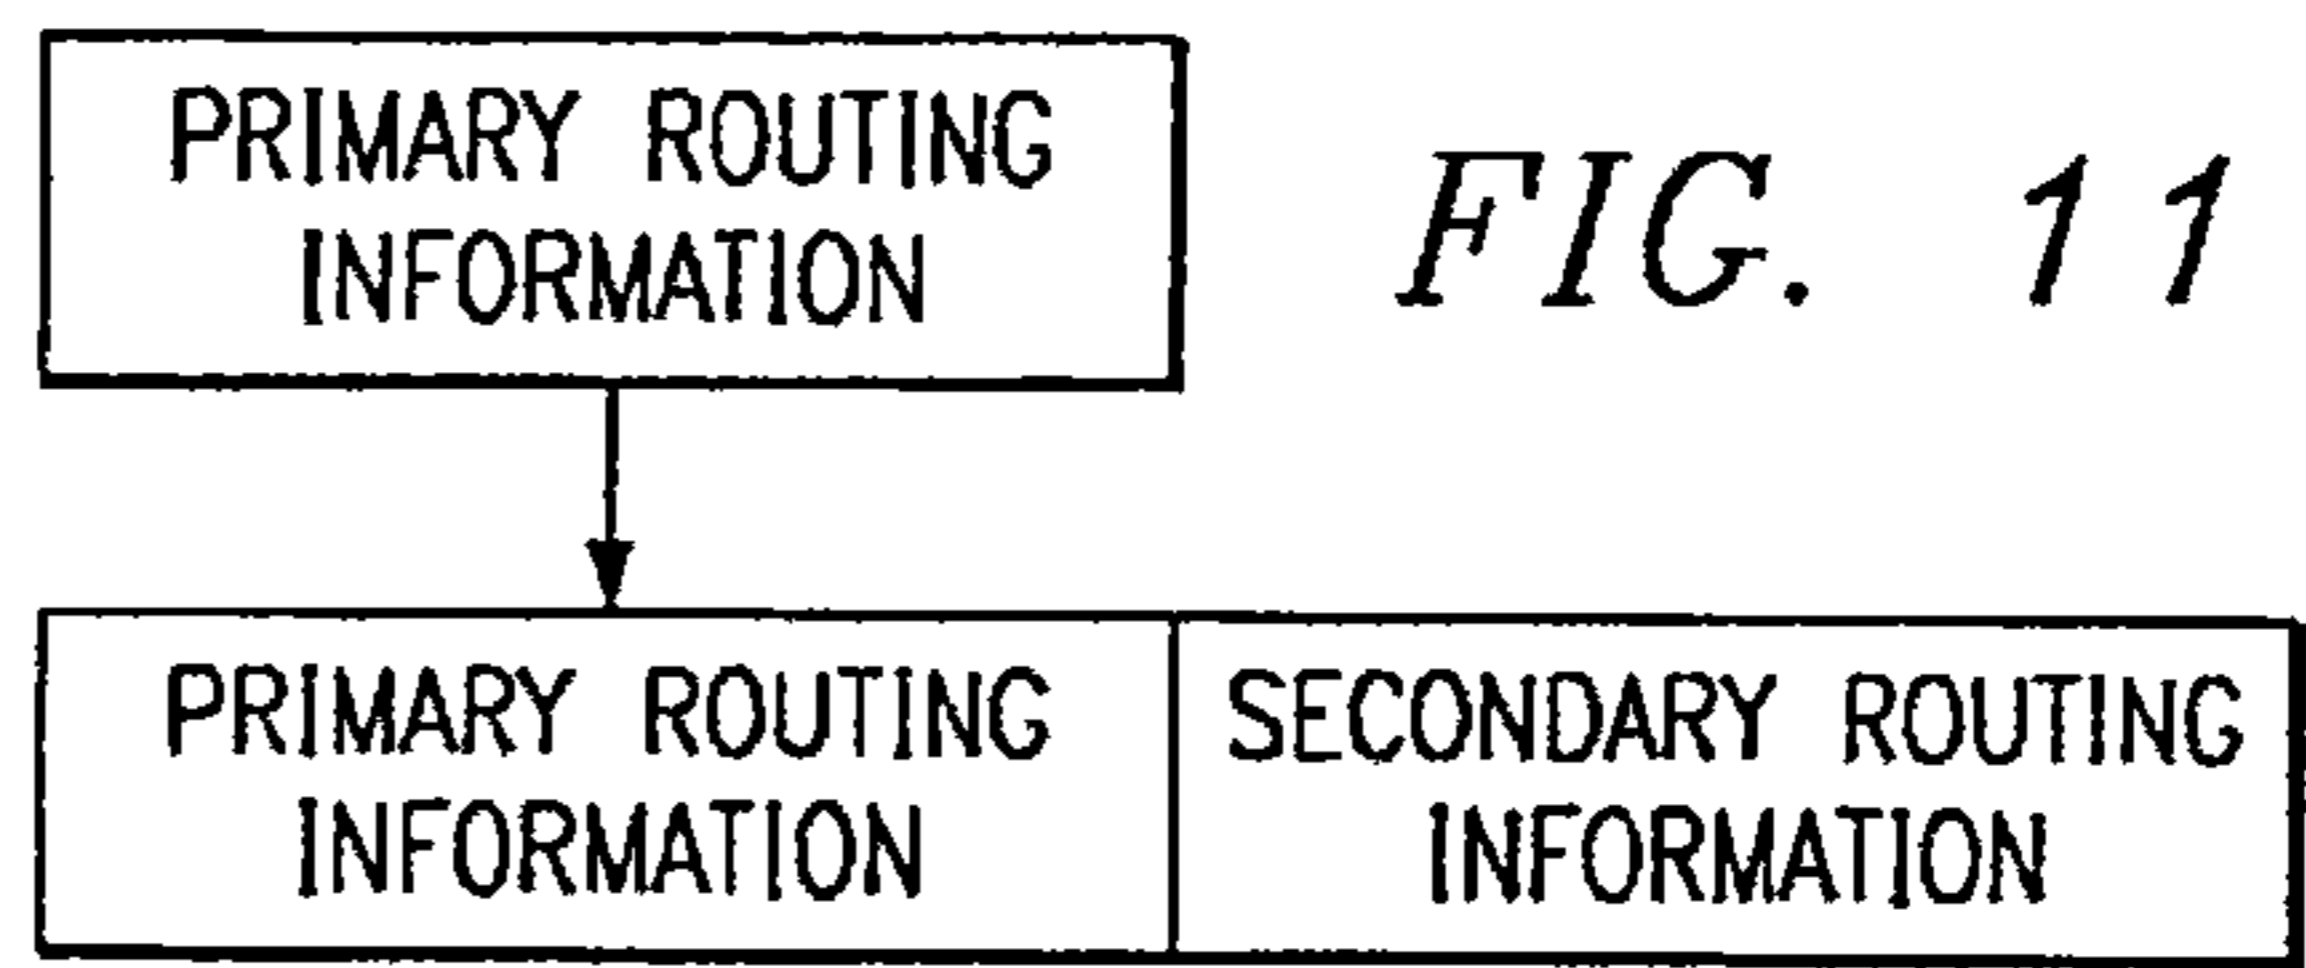 PRIMARY ROUTING
INFORMATION
FIG. 11
PRIMARY ROUTING
INFORMATION
SECONDARY ROUTING
INFORMATION